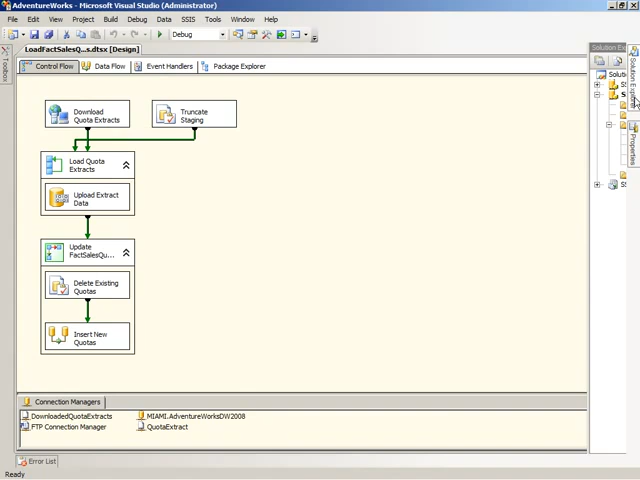 AdventureWorks - Microsoft Visual Studio (Administrator)
File Edit View Project Build Debug Data SSIS Tools Window Help
Debug
LoadFactSalesQ...s.dtsx [Design]
Control Flow Data Flow Event Handlers Package Explorer
Toolbox
Download
Quota Extracts
Truncate
Staging
Load Quota
Extracts
Upload Extract
Data
Update
FactSalesQu...
Delete Existing
Quotas
Insert New
Quotas
Connection Managers
DownloadedQuotaExtracts MIAMI.AdventureWorksDW2008
FTP Connection Manager QuotaExtract
Solution Ex
Solu
Solution Explorer
Properties
Error List
Ready